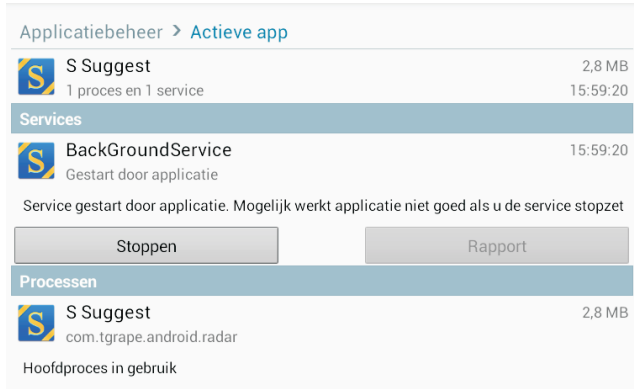 Applicatiebeheer > Actieve app
S Suggest 2,8 MB
1 proces en 1 service 15:59:20
Services
BackGroundService 15:59:20
Gestart door applicatie
Service gestart door applicatie. Mogelijk werkt applicatie niet goed als u de service stopzet
Stoppen Rapport
Processen
S Suggest 2,8 MB
com.tgrape.android.radar
Hoofdproces in gebruik